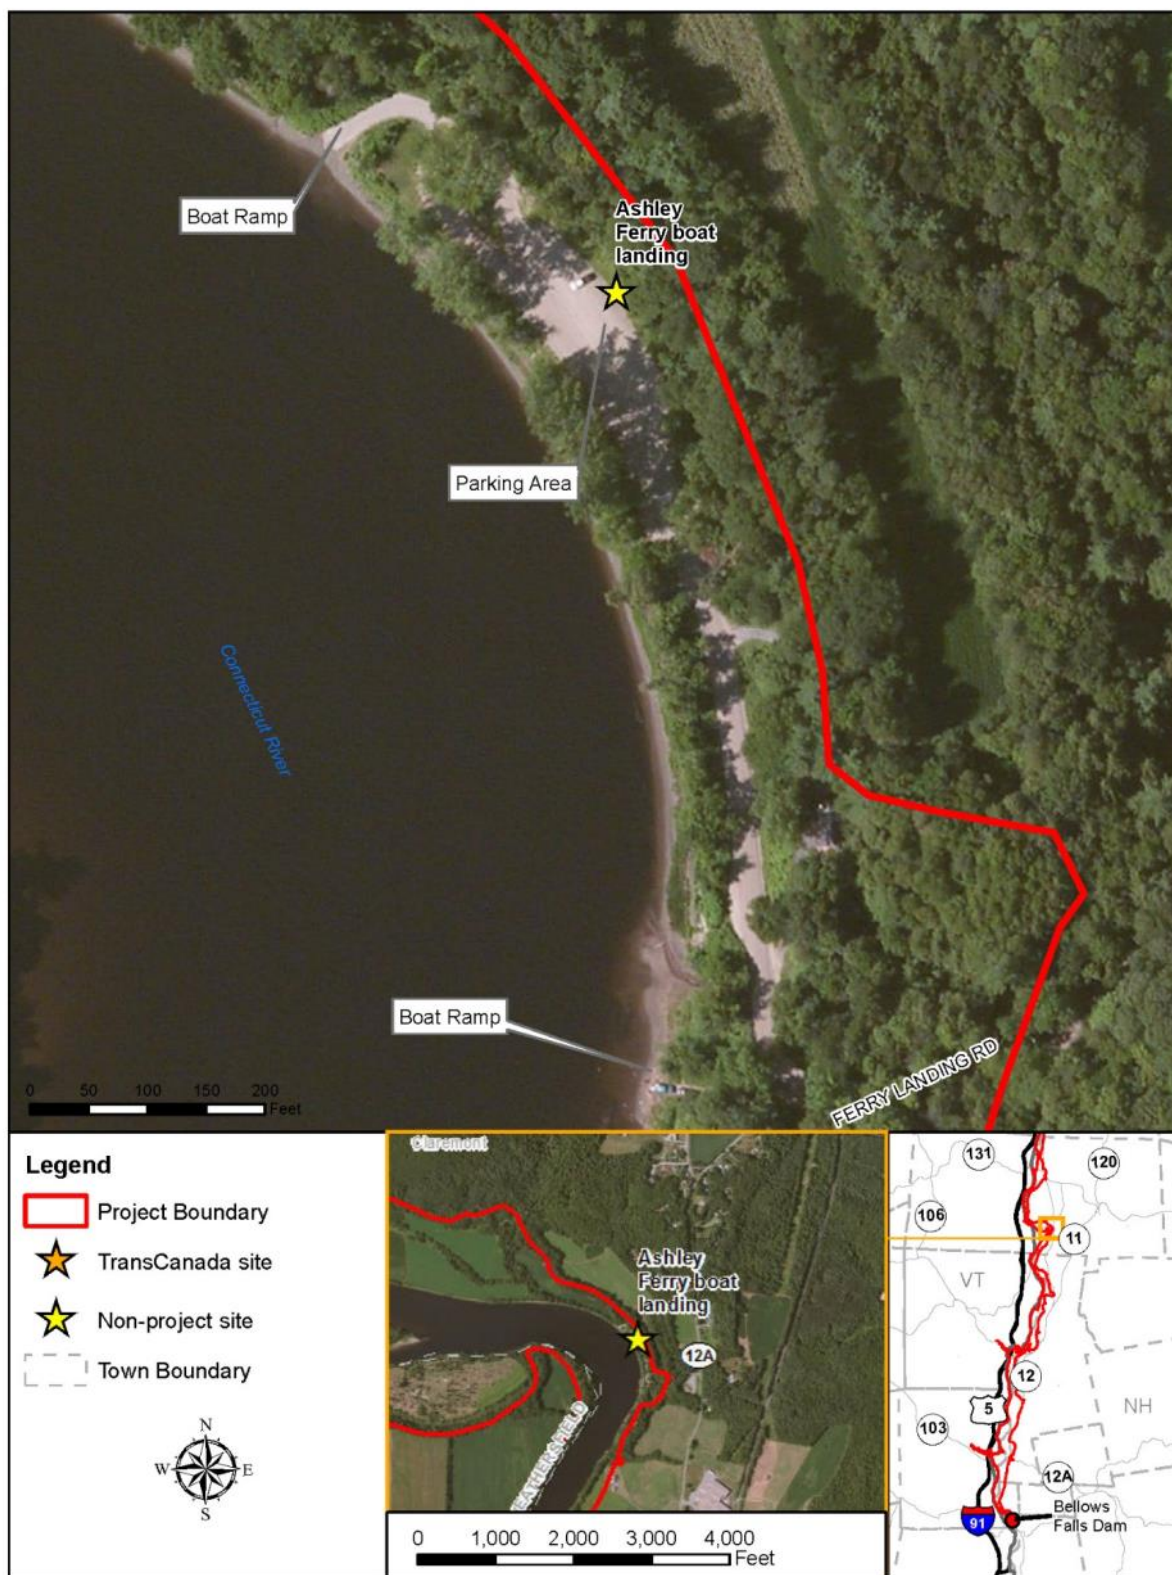 Boat Ramp
Ashley
Ferry boat
landing
Parking Area
Connecticut River
Boat Ramp
FERRY LANDING RD
0 50 100 150 200
Feet
Legend
Project Boundary
TransCanada site
Non-project site
Town Boundary
N
W E
S
Claremont
Ashley
Ferry boat
landing
12A
EATHERSFIELD
0 1,000 2,000 3,000 4,000
Feet
131
120
106
11
VT
12
5
NH
103
12A
91
Bellows
Falls Dam